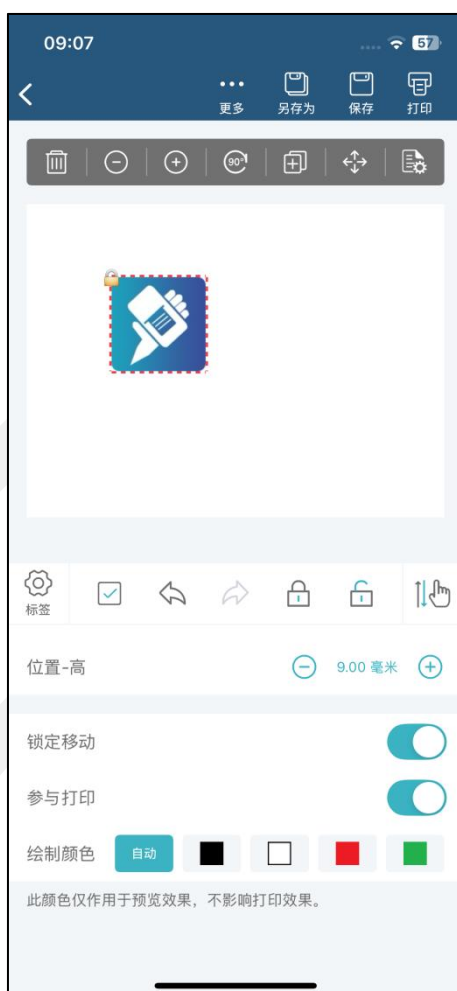 09:07
57
更多
另存为
保存
打印
90°
标签
位置-高
9.00 毫米
锁定移动
参与打印
绘制颜色
自动
此颜色仅作用于预览效果，不影响打印效果。